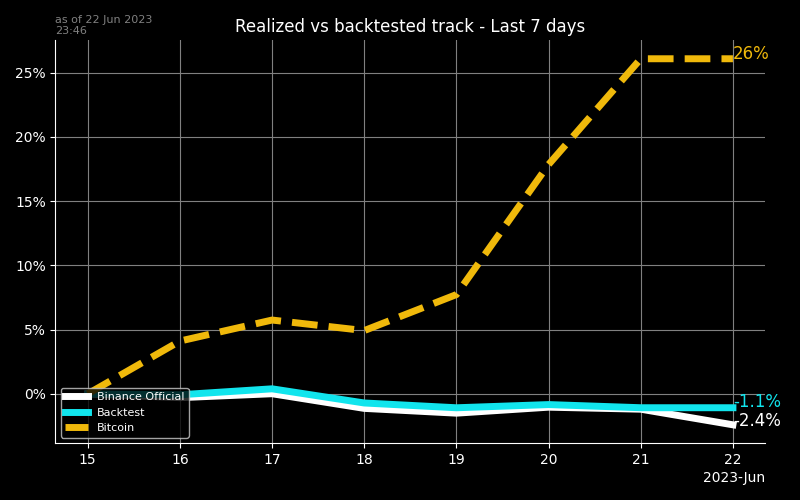 as of 22 Jun 2023
23:46
Realized vs backtested track - Last 7 days
26%
25%
20%
15%
10%
5%
0%
Binance Official
Backtest
Bitcoin
-1.1%
-2.4%
15 16 17 18 19 20 21 22
2023-Jun